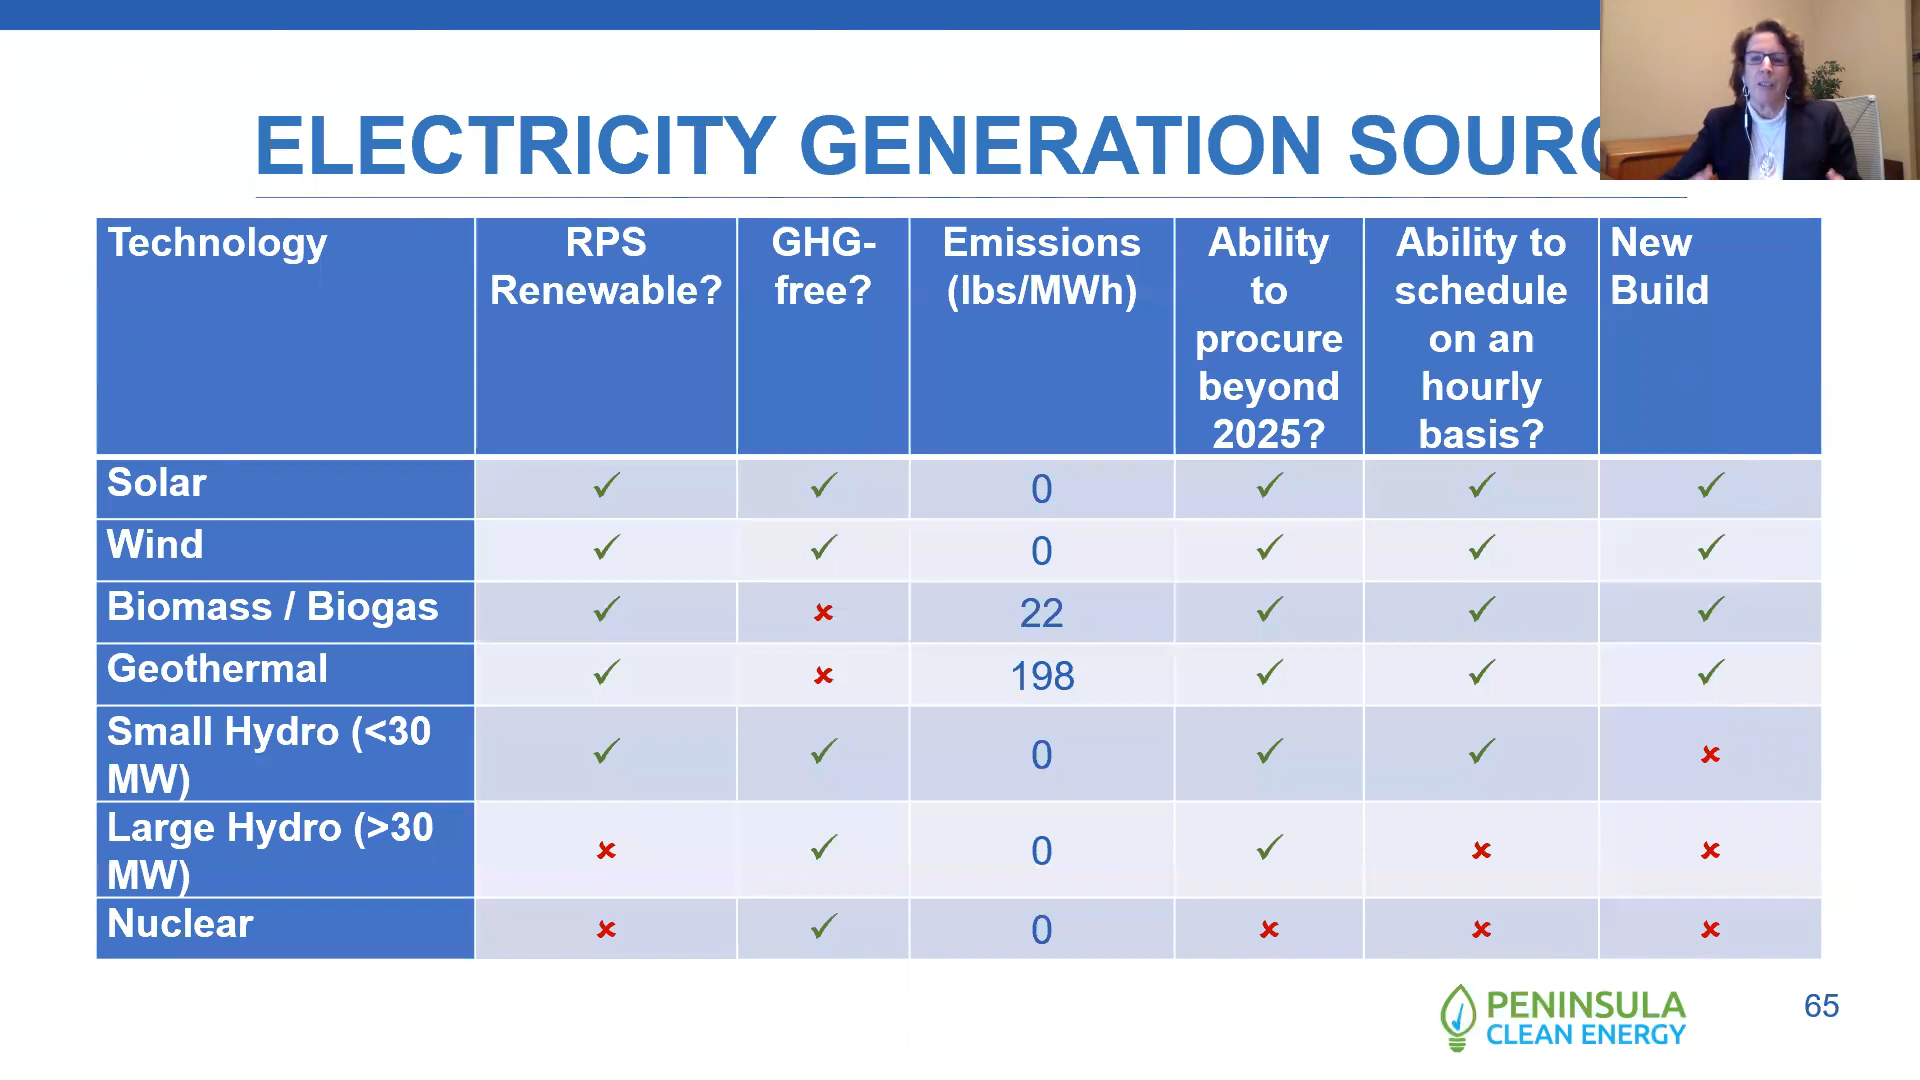 ELECTRICITY GENERATION
Technology
RPS
Renewable?
GHG-
free?
Emissions
(lbs/MWh)
Ability
to
procure
beyond
2025?
Ability to
schedule
on an
hourly
basis?
New
Build
Solar ✓ ✓ 0 ✓ ✓ ✓
Wind ✓ ✓ 0 ✓ ✓ ✓
Biomass / Biogas ✓ ✗ 22 ✓ ✓ ✓
Geothermal ✓ ✗ 198 ✓ ✓ ✓
Small Hydro (<30
MW) ✓ ✓ 0 ✓ ✓ ✗
Large Hydro (>30
MW) ✗ ✓ 0 ✓ ✗ ✗
Nuclear ✗ ✓ 0 ✗ ✗ ✗
PENINSULA
CLEAN ENERGY
65